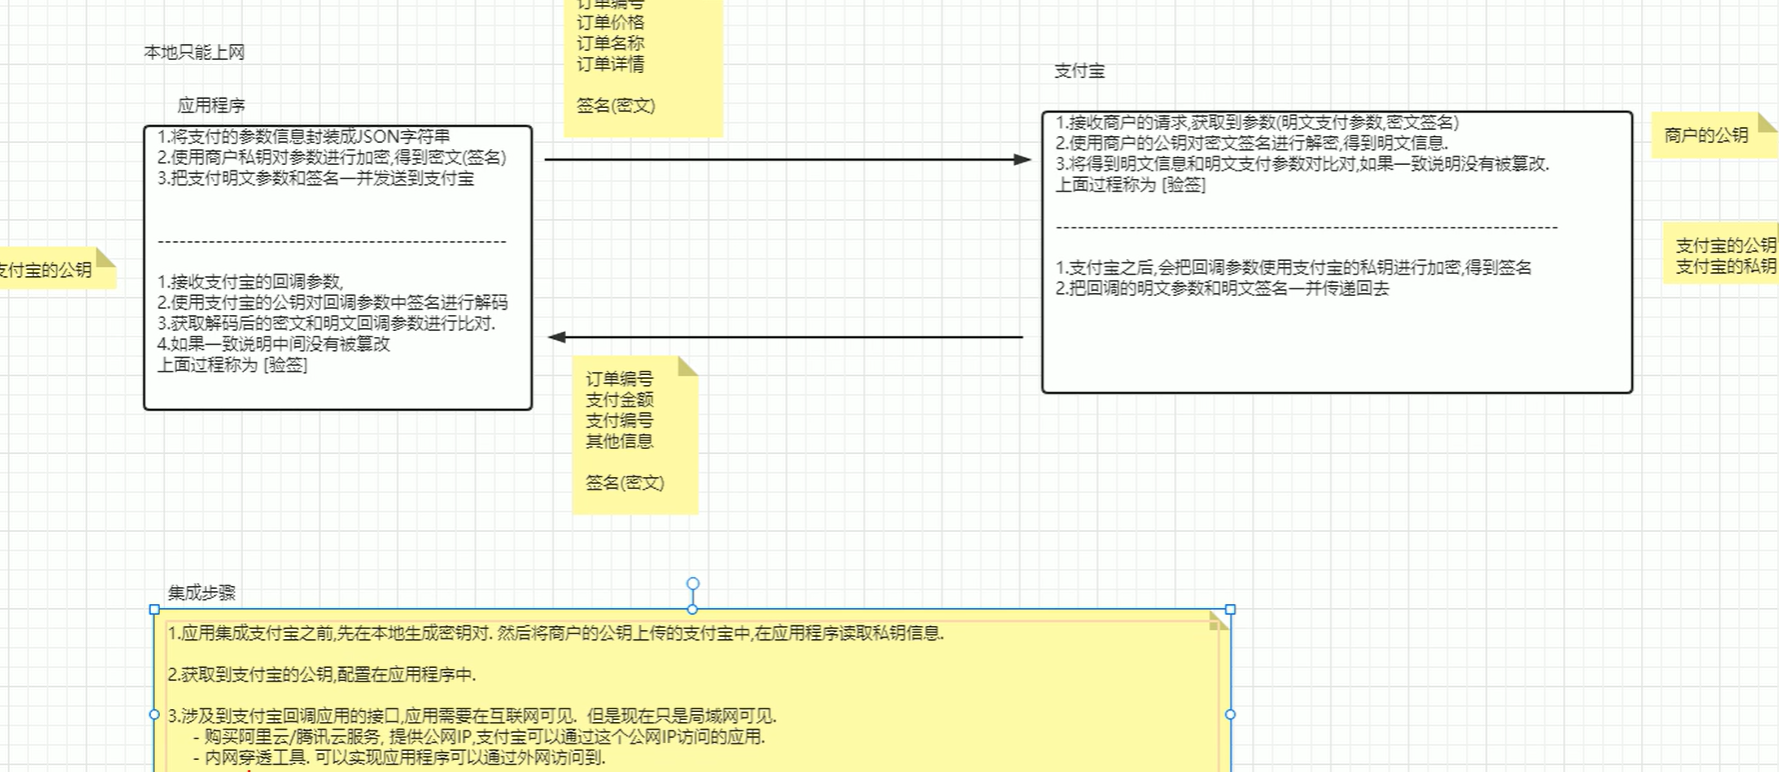 订单编号
订单价格
订单名称
订单详情
签名(密文)
本地只能上网
应用程序
1.将支付的参数信息封装成JSON字符串
2.使用商户私钥对参数进行加密,得到密文(签名)
3.把支付明文参数和签名一并发送到支付宝
------------------------------------------------
1.接收支付宝的回调参数,
2.使用支付宝的公钥对回调参数中签名进行解码
3.获取解码后的密文和明文回调参数进行比对.
4.如果一致说明中间没有被篡改
上面过程称为 [验签]
支付宝的公钥
支付宝
1.接收商户的请求,获取到参数(明文支付参数,密文签名)
2.使用商户的公钥对密文签名进行解密,得到明文信息.
3.将得到明文信息和明文支付参数对比对,如果一致说明没有被篡改.
上面过程称为 [验签]
---------------------------------------------------------------------
1.支付宝之后,会把回调参数使用支付宝的私钥进行加密,得到签名
2.把回调的明文参数和明文签名一并传递回去
商户的公钥
支付宝的公钥
支付宝的私钥
订单编号
支付金额
支付编号
其他信息
签名(密文)
集成步骤
1.应用集成支付宝之前,先在本地生成密钥对. 然后将商户的公钥上传的支付宝中,在应用程序读取私钥信息.
2.获取到支付宝的公钥,配置在应用程序中.
3.涉及到支付宝回调应用的接口,应用需要在互联网可见. 但是现在只是局域网可见.
- 购买阿里云/腾讯云服务, 提供公网IP,支付宝可以通过这个公网IP访问的应用.
- 内网穿透工具. 可以实现应用程序可以通过外网访问到.